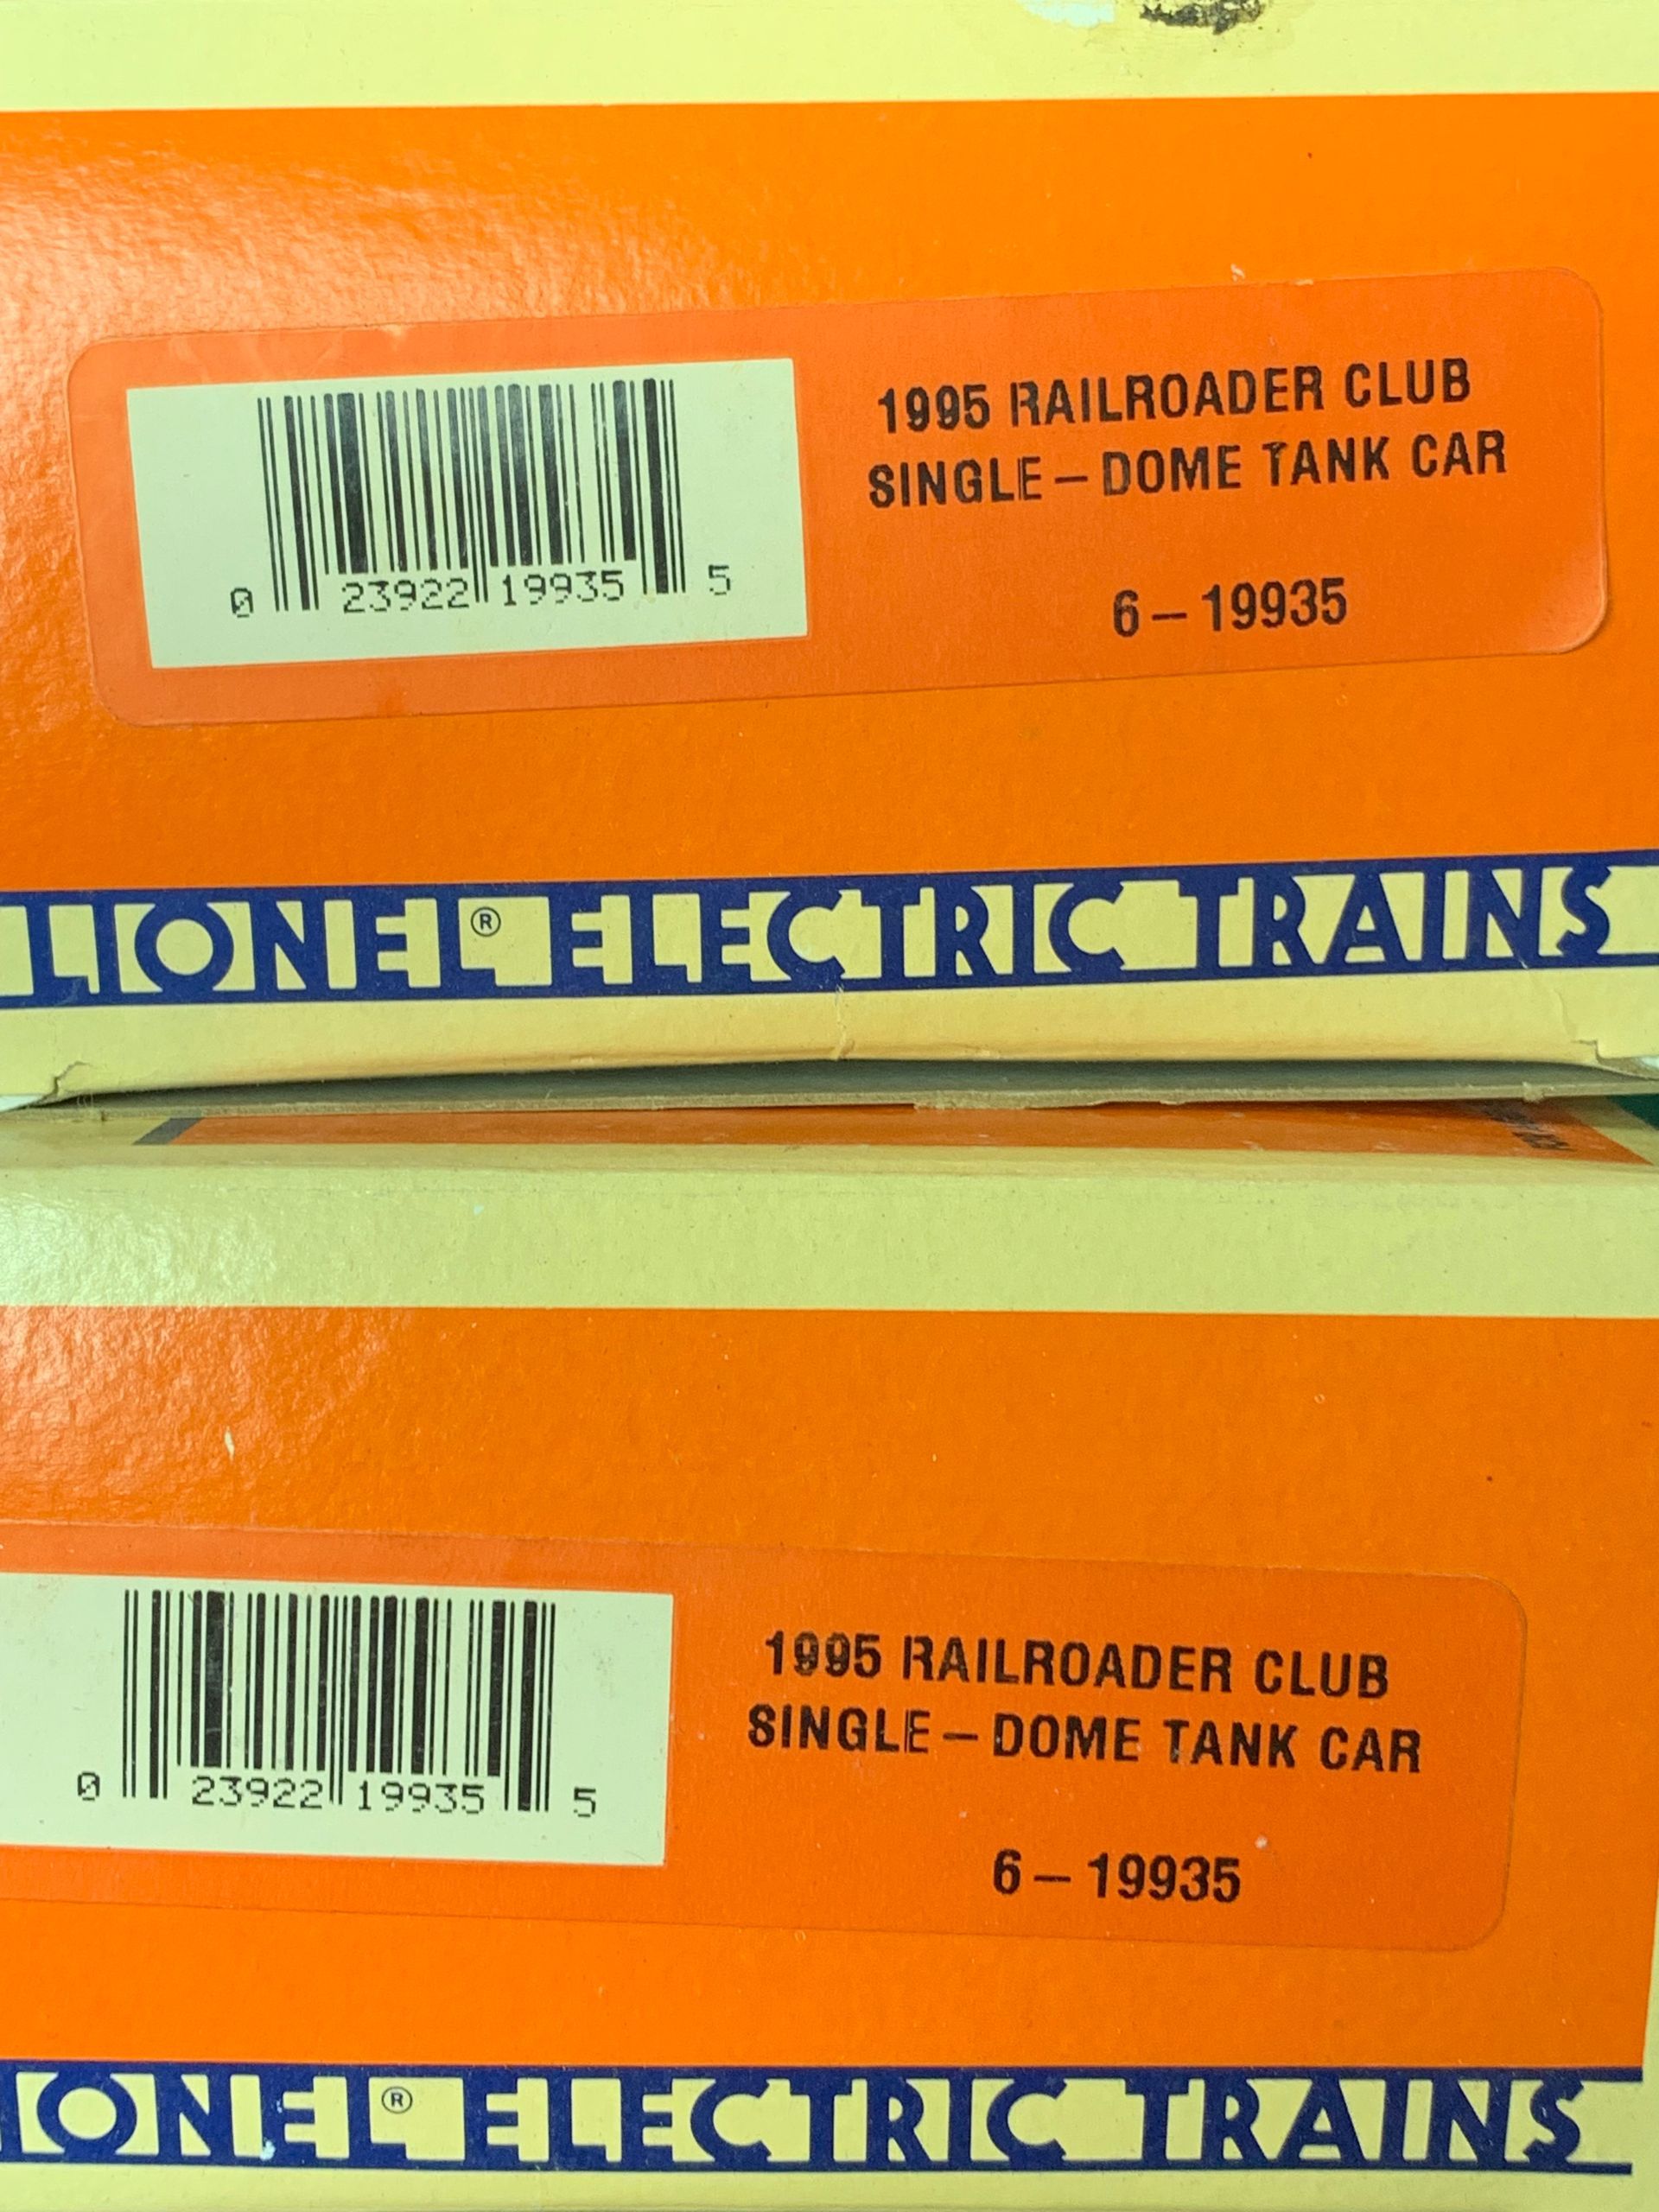 1995 RAILROADER CLUB
SINGLE – DOME TANK CAR
6 – 19935
0 23922 19935 5
LIONEL® ELECTRIC TRAINS
1995 RAILROADER CLUB
SINGLE – DOME TANK CAR
6 – 19935
0 23922 19935 5
IONEL® ELECTRIC TRAINS